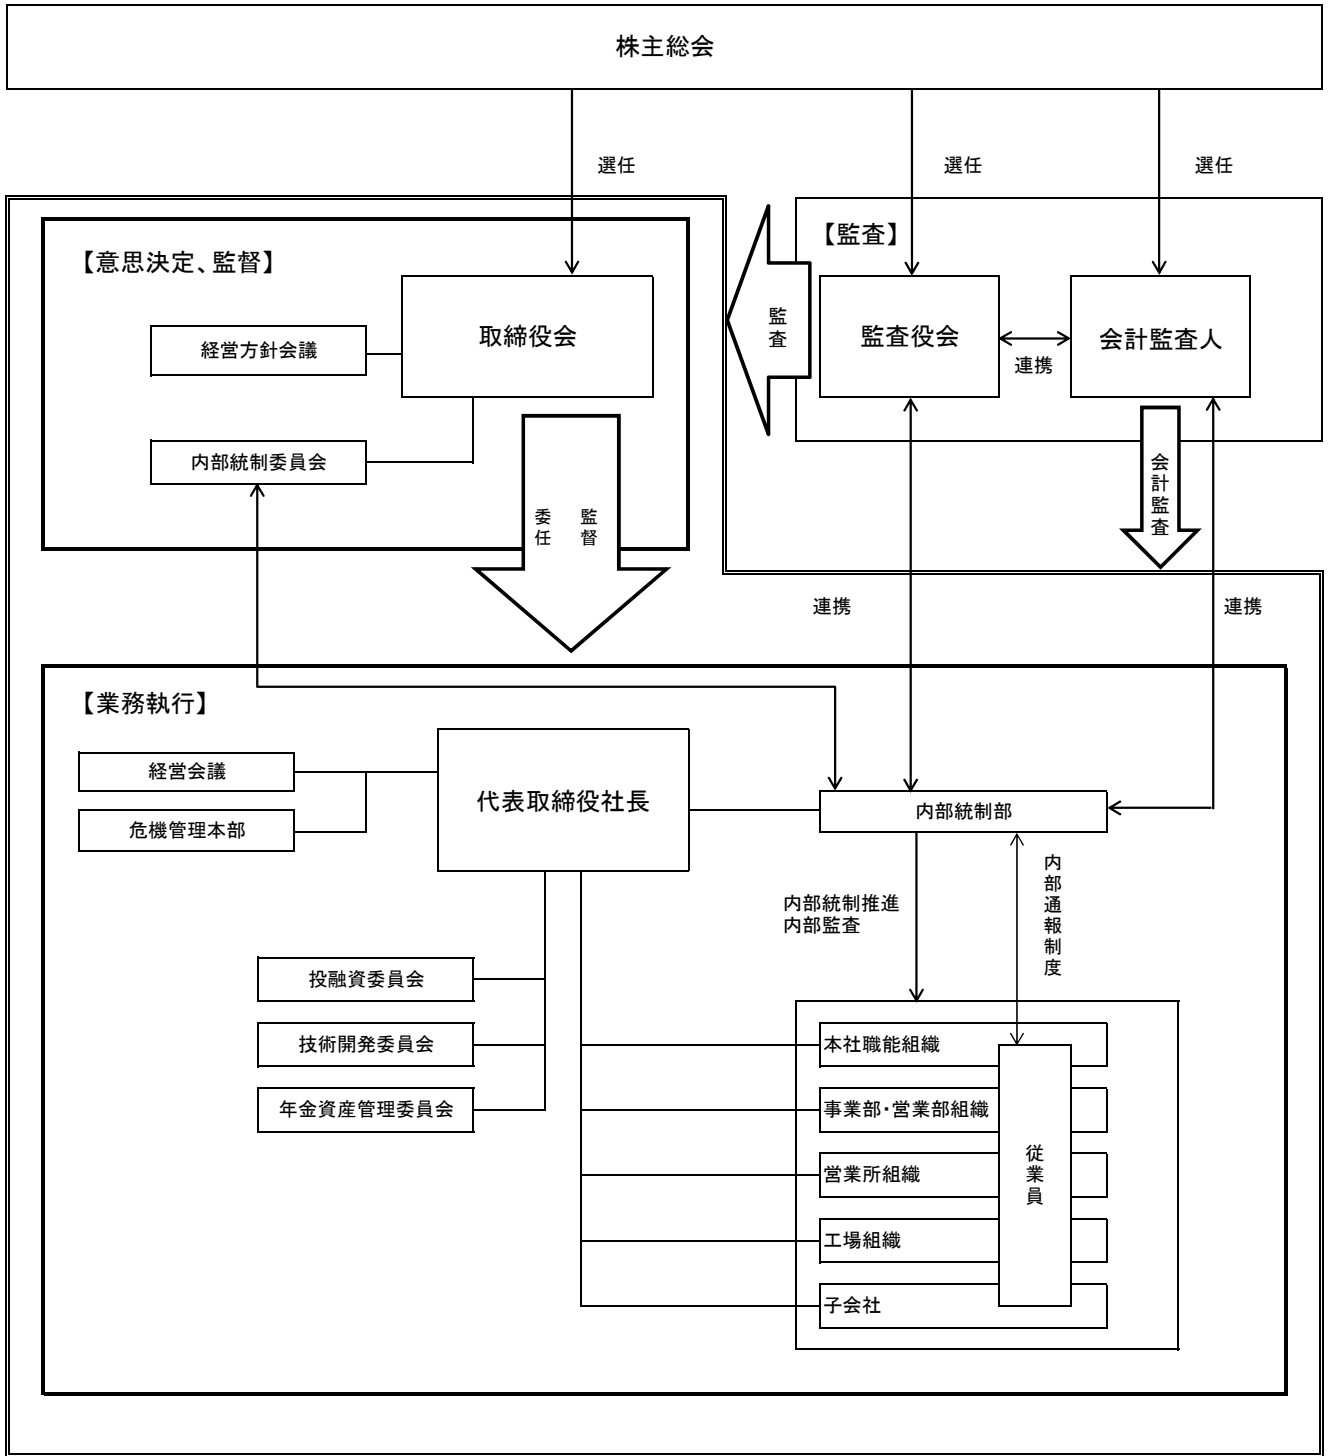 株主総会
選任
選任
選任
【意思決定、監督】
取締役会
経営方針会議
内部統制委員会
委任
監督
監査
【監査】
監査役会
連携
会計監査人
会計監査
連携
連携
【業務執行】
経営会議
危機管理本部
代表取締役社長
内部統制部
内部統制推進
内部監査
内部通報制度
投融資委員会
技術開発委員会
年金資産管理委員会
本社職能組織
事業部・営業部組織
営業所組織
工場組織
子会社
従業員